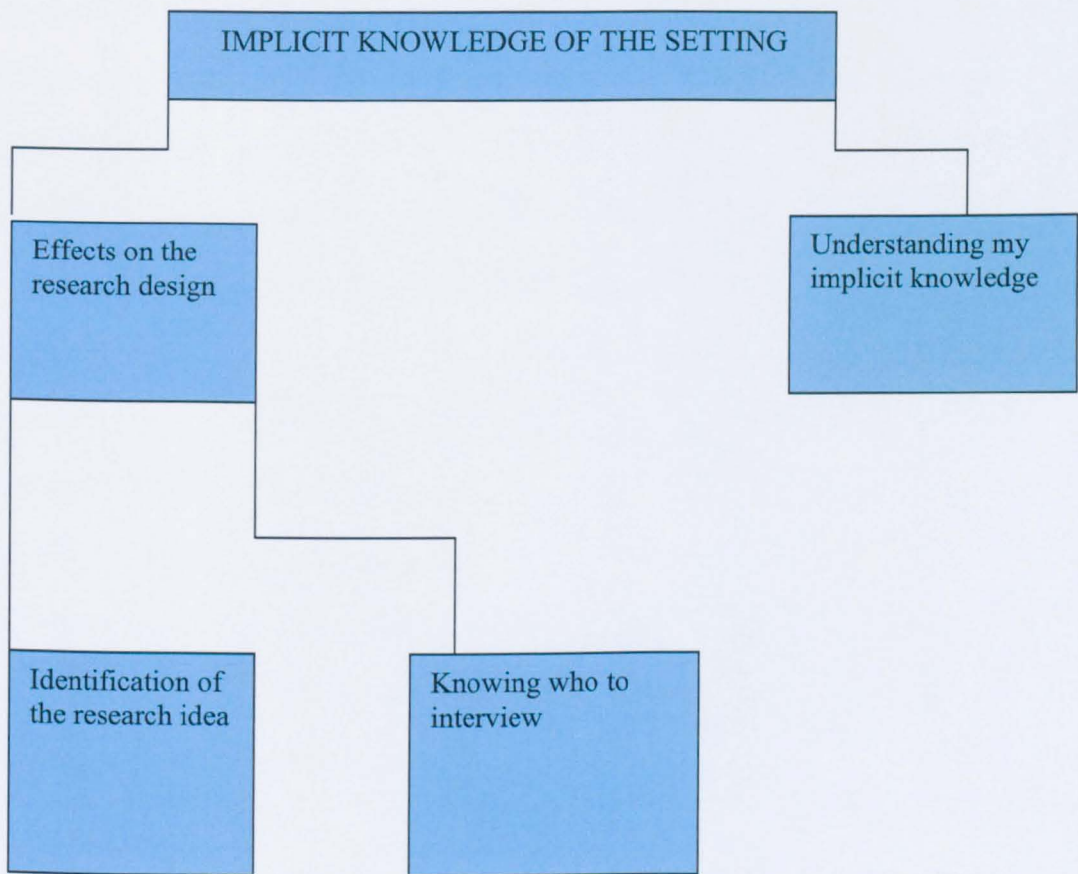 IMPLICIT KNOWLEDGE OF THE SETTING
Effects on the
research design
Understanding my
implicit knowledge
Identification of
the research idea
Knowing who to
interview